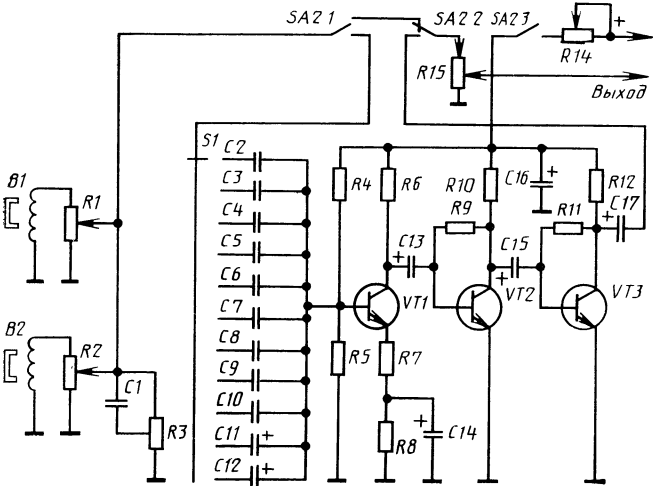 SA2 1
SA2 2
SA2 3
+
R14
R15
Выход
S1
C2
C3
C4
C5
C6
C7
C8
C9
C10
C11 +
C12 +
B1
R1
B2
R2
C1
R3
R4
R6
R10
R9
C16 +
R12
R11
+ C17
+ C13
C15
+
VT1
VT2
VT3
R5
R7
R8
+ C14